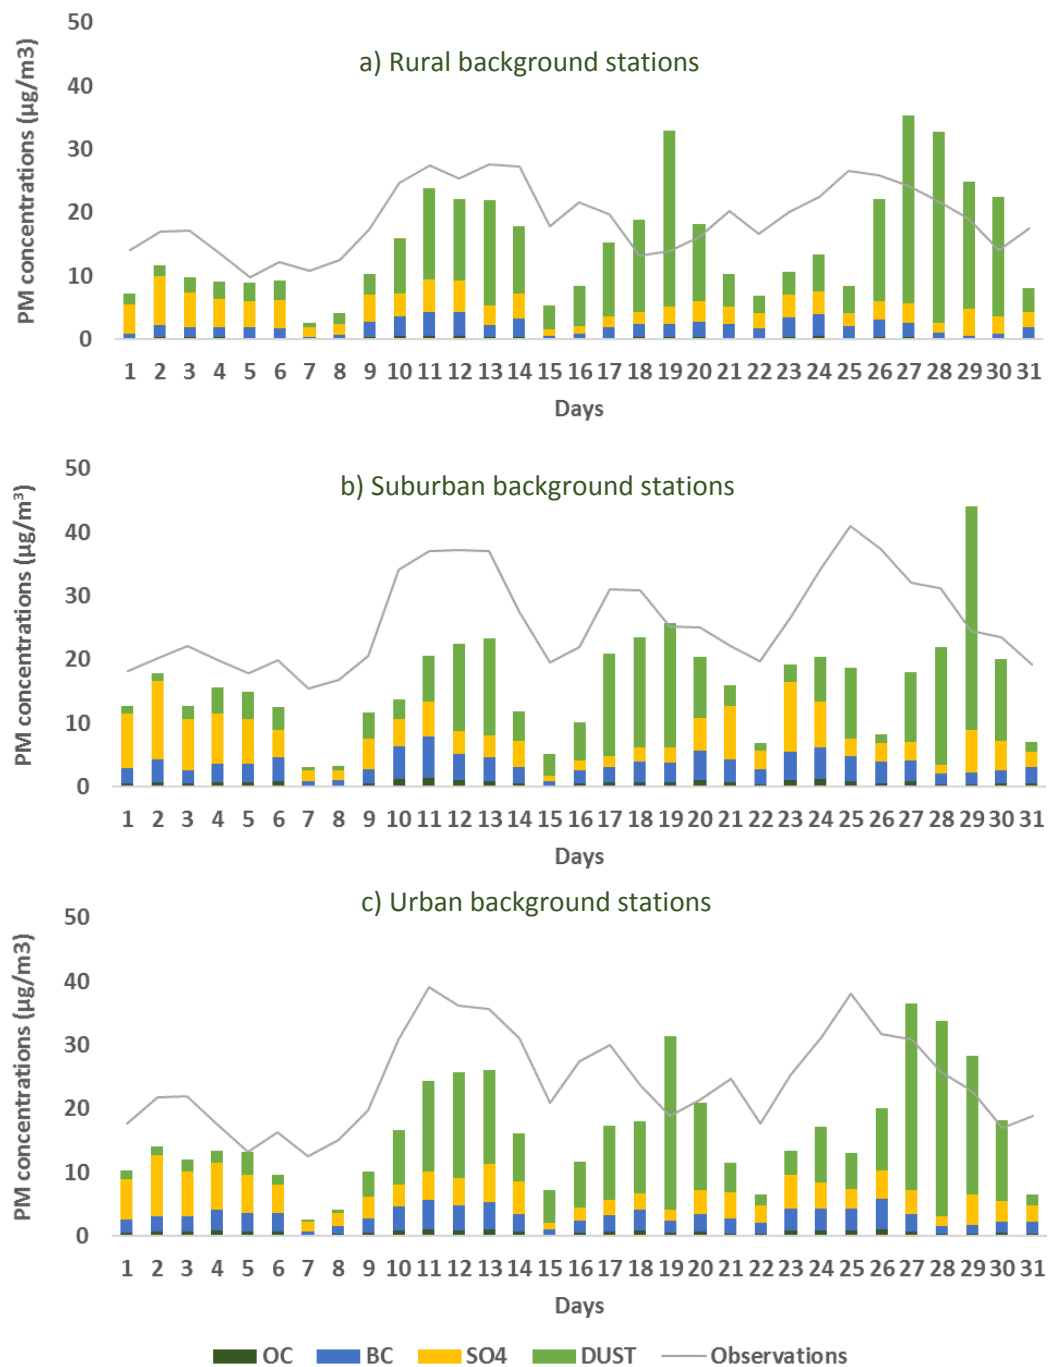 a) Rural background stations
PM concentrations (µg/m3)
50
40
30
20
10
0
1 2 3 4 5 6 7 8 9 10 11 12 13 14 15 16 17 18 19 20 21 22 23 24 25 26 27 28 29 30 31
Days
b) Suburban background stations
PM concentrations (µg/m³)
50
40
30
20
10
0
1 2 3 4 5 6 7 8 9 10 11 12 13 14 15 16 17 18 19 20 21 22 23 24 25 26 27 28 29 30 31
Days
c) Urban background stations
PM concentrations (µg/m3)
50
40
30
20
10
0
1 2 3 4 5 6 7 8 9 10 11 12 13 14 15 16 17 18 19 20 21 22 23 24 25 26 27 28 29 30 31
Days
OC BC SO4 DUST Observations